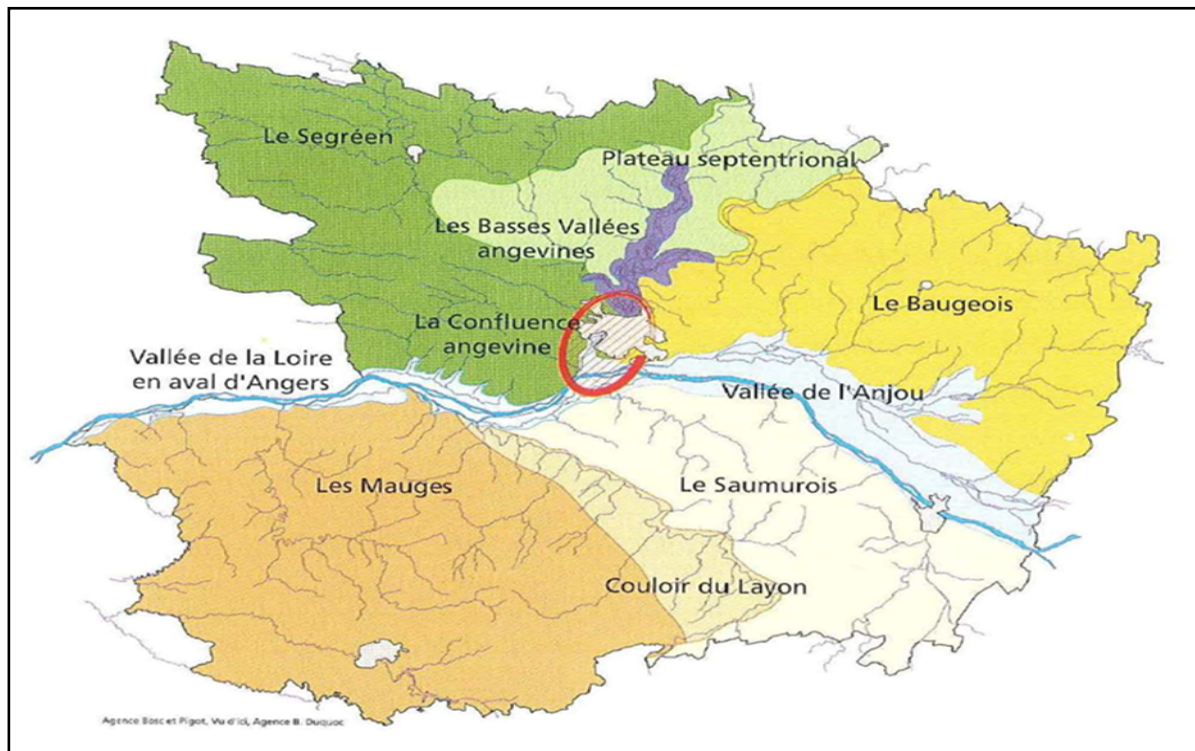 Le Segréen
Plateau septentrional
Les Basses Vallées
angevines
Le Baugeois
La Confluence
angevine
Vallée de la Loire
en aval d'Angers
Vallée de l'Anjou
Les Mauges
Le Saumurois
Couloir du Layon
Agence Bosc et Pigot, Vu d'ici, Agence B. Duquoc